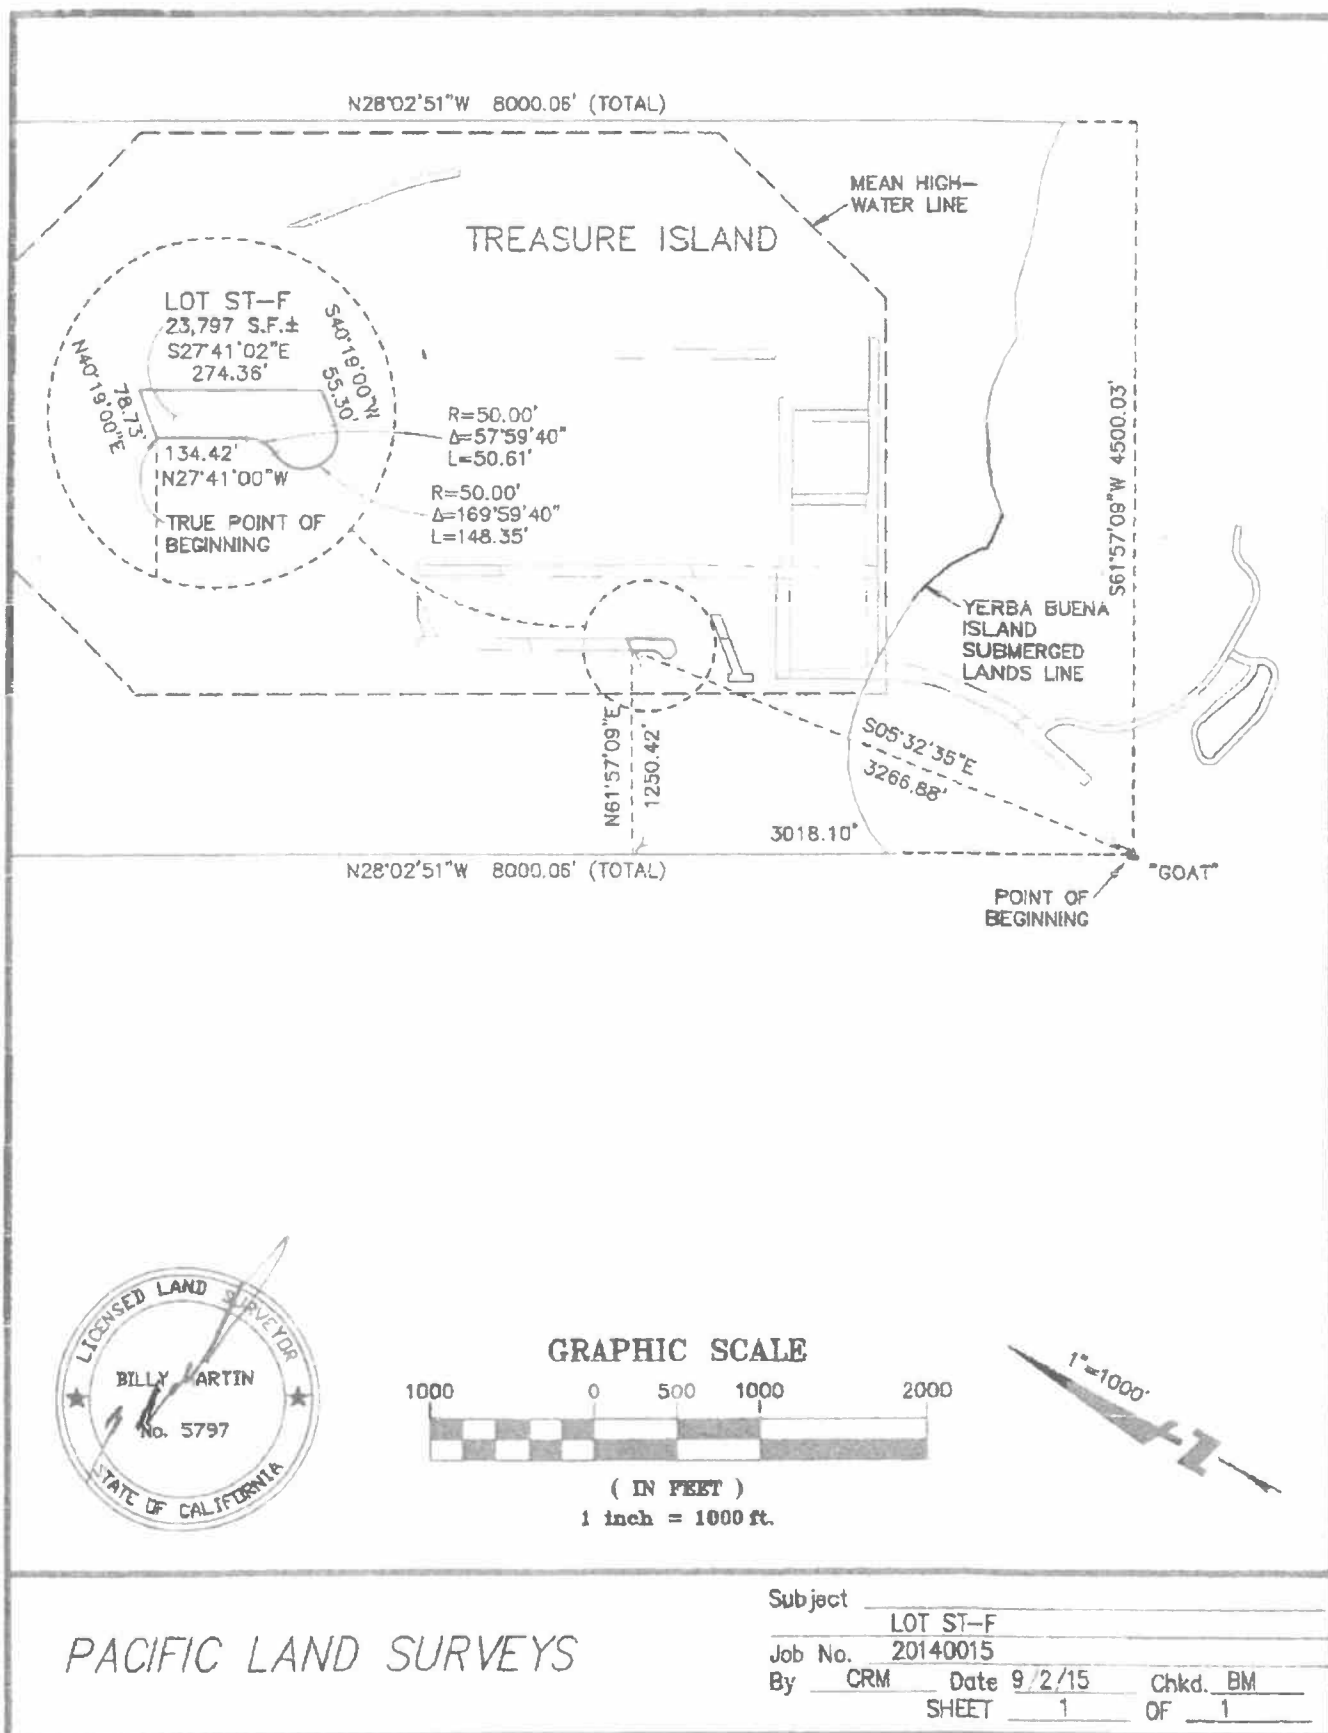 N28°02'51"W 8000.06' (TOTAL)
MEAN HIGH-
WATER LINE
TREASURE ISLAND
LOT ST-F
23,797 S.F.±
S27°41'02"E
274.36'
S40°19'00"W
55.30'
N40°19'00"E
78.73'
134.42'
N27°41'00"W
TRUE POINT OF
BEGINNING
R=50.00'
Δ=57°59'40"
L=50.61'
R=50.00'
Δ=169°59'40"
L=148.35'
S61°57'09"W 4500.03'
YERBA BUENA
ISLAND
SUBMERGED
LANDS LINE
N61°57'09"E
1250.42'
S05°32'35"E
3266.88'
3018.10'
N28°02'51"W 8000.06' (TOTAL)
"GOAT"
POINT OF
BEGINNING
LICENSED LAND SURVEYOR
BILLY ARTIN
No. 5797
STATE OF CALIFORNIA
GRAPHIC SCALE
1000 0 500 1000 2000
( IN FEET )
1 inch = 1000 ft.
1"=1000'
Z
PACIFIC LAND SURVEYS
Subject
LOT ST-F
Job No. 20140015
By CRM Date 9/2/15 Chkd. BM
SHEET 1 OF 1